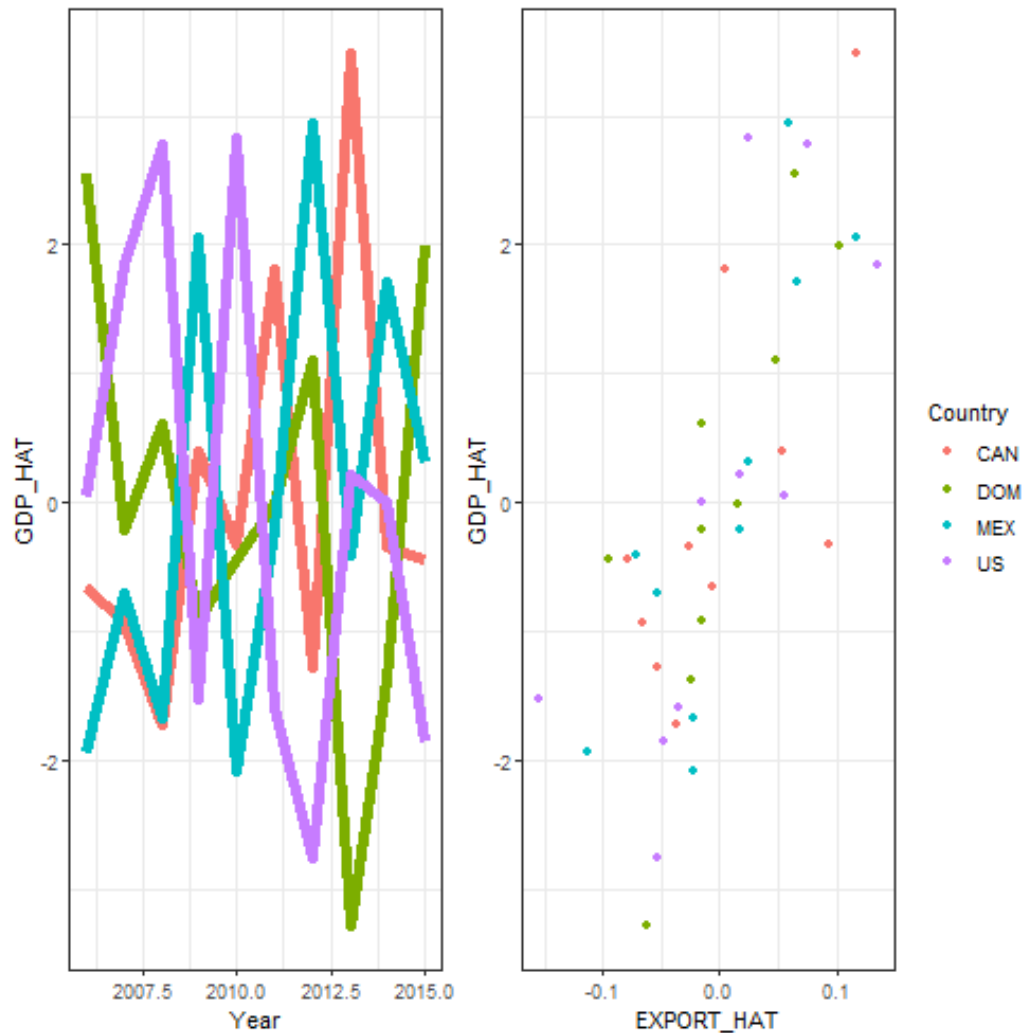 GDP_HAT
2
0
-2
2007.5 2010.0 2012.5 2015.0
Year
GDP_HAT
2
0
-2
-0.1 0.0 0.1
EXPORT_HAT
Country
CAN
DOM
MEX
US